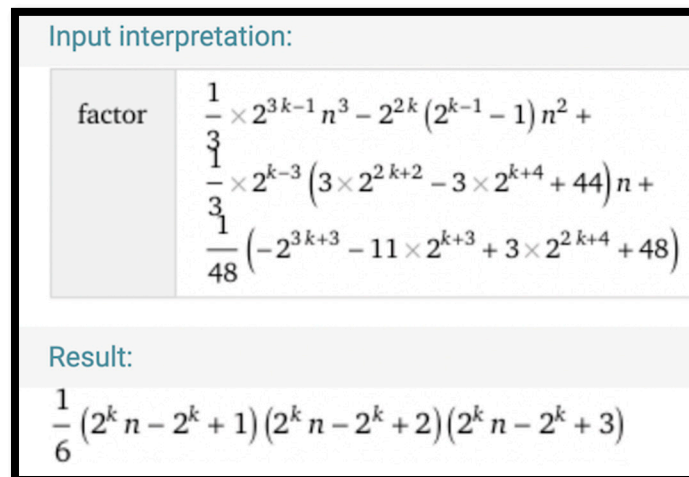 Input interpretation:
factor
1/3 × 2^(3k−1) n^3 − 2^(2k) (2^(k−1) − 1) n^2 +
1/3 × 2^(k−3) (3 × 2^(2k+2) − 3 × 2^(k+4) + 44) n +
1/48 (−2^(3k+3) − 11 × 2^(k+3) + 3 × 2^(2k+4) + 48)
Result:
1/6 (2^k n − 2^k + 1) (2^k n − 2^k + 2) (2^k n − 2^k + 3)